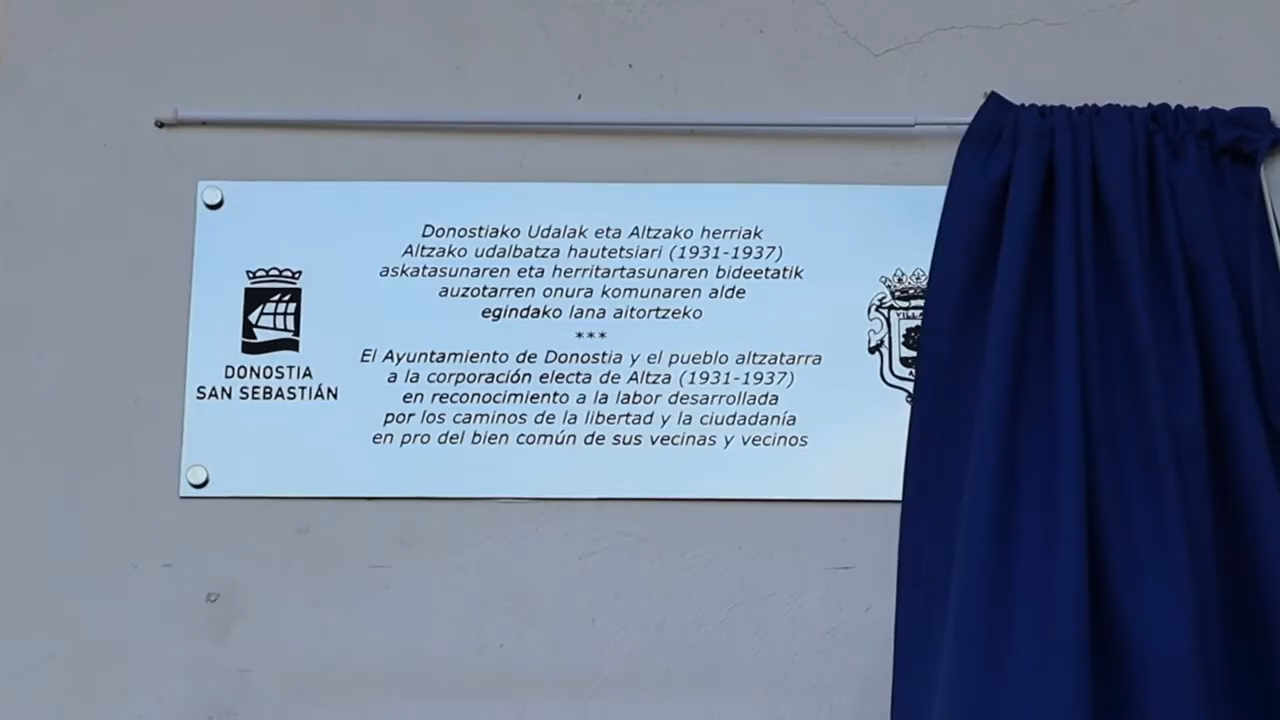 Donostiako Udalak eta Altzako herriak
Altzako udalbatza hautetsiari (1931-1937)
askatasunaren eta herritartasunaren bideetatik
auzotarren onura komunaren alde
egindako lana aitortzeko
***
El Ayuntamiento de Donostia y el pueblo altzatarra
a la corporación electa de Altza (1931-1937)
en reconocimiento a la labor desarrollada
por los caminos de la libertad y la ciudadanía
en pro del bien común de sus vecinas y vecinos
DONOSTIA
SAN SEBASTIÁN